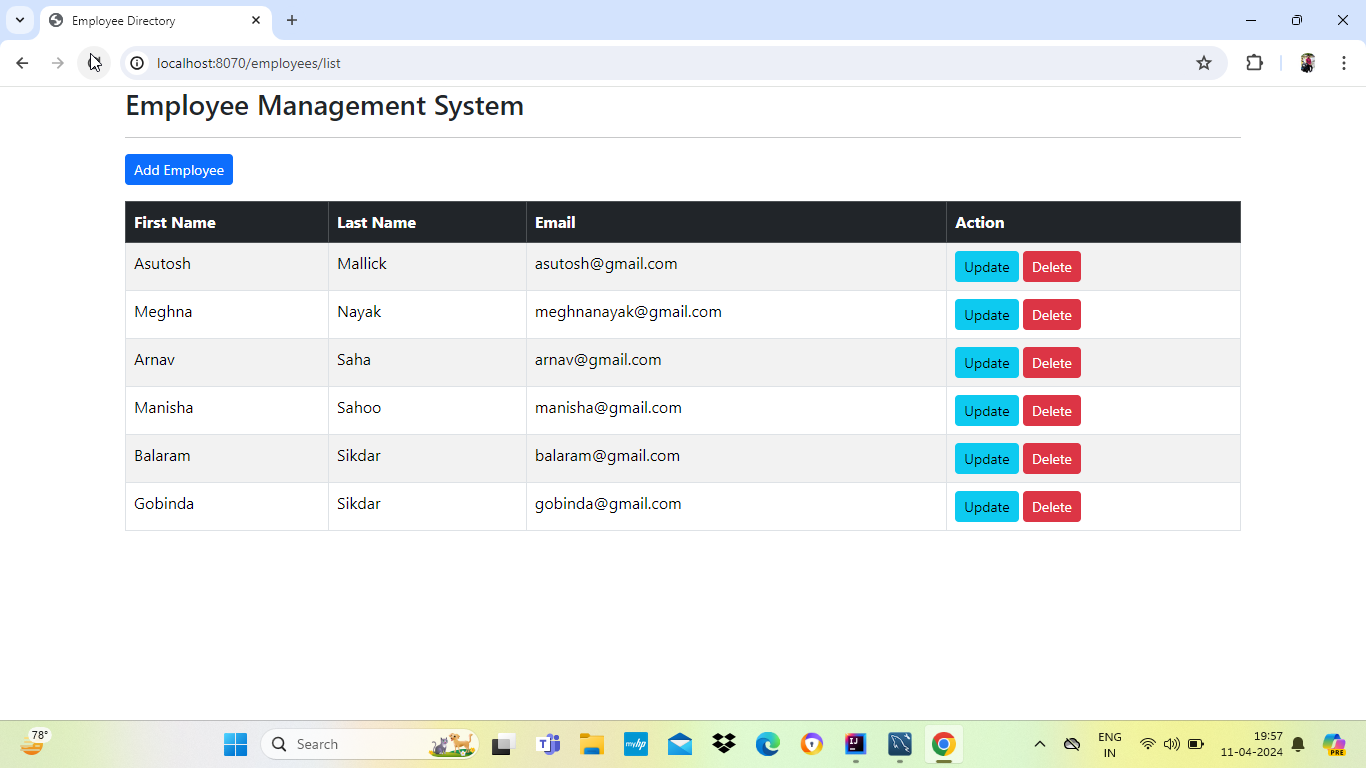 Employee Directory
localhost:8070/employees/list
Employee Management System
Add Employee
First Name Last Name Email Action
Asutosh Mallick asutosh@gmail.com Update Delete
Meghna Nayak meghnanayak@gmail.com Update Delete
Arnav Saha arnav@gmail.com Update Delete
Manisha Sahoo manisha@gmail.com Update Delete
Balaram Sikdar balaram@gmail.com Update Delete
Gobinda Sikdar gobinda@gmail.com Update Delete
78°
Search
myhp
ENG
IN
19:57
11-04-2024
PRE